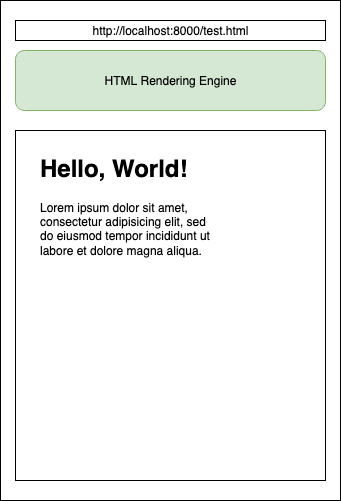 http://localhost:8000/test.html
HTML Rendering Engine
Hello, World!
Lorem ipsum dolor sit amet,
consectetur adipisicing elit, sed
do eiusmod tempor incididunt ut
labore et dolore magna aliqua.